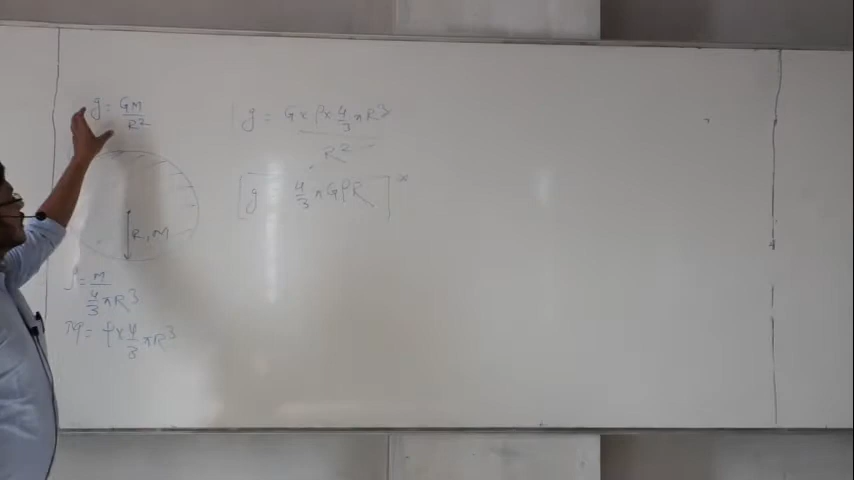 g = GM/R²
R, M
ρ = M / 4/3 πR³
M = ρ × 4/3 πR³
g = G × ρ × 4/3 πR³ / R²
g = 4/3 πGρR